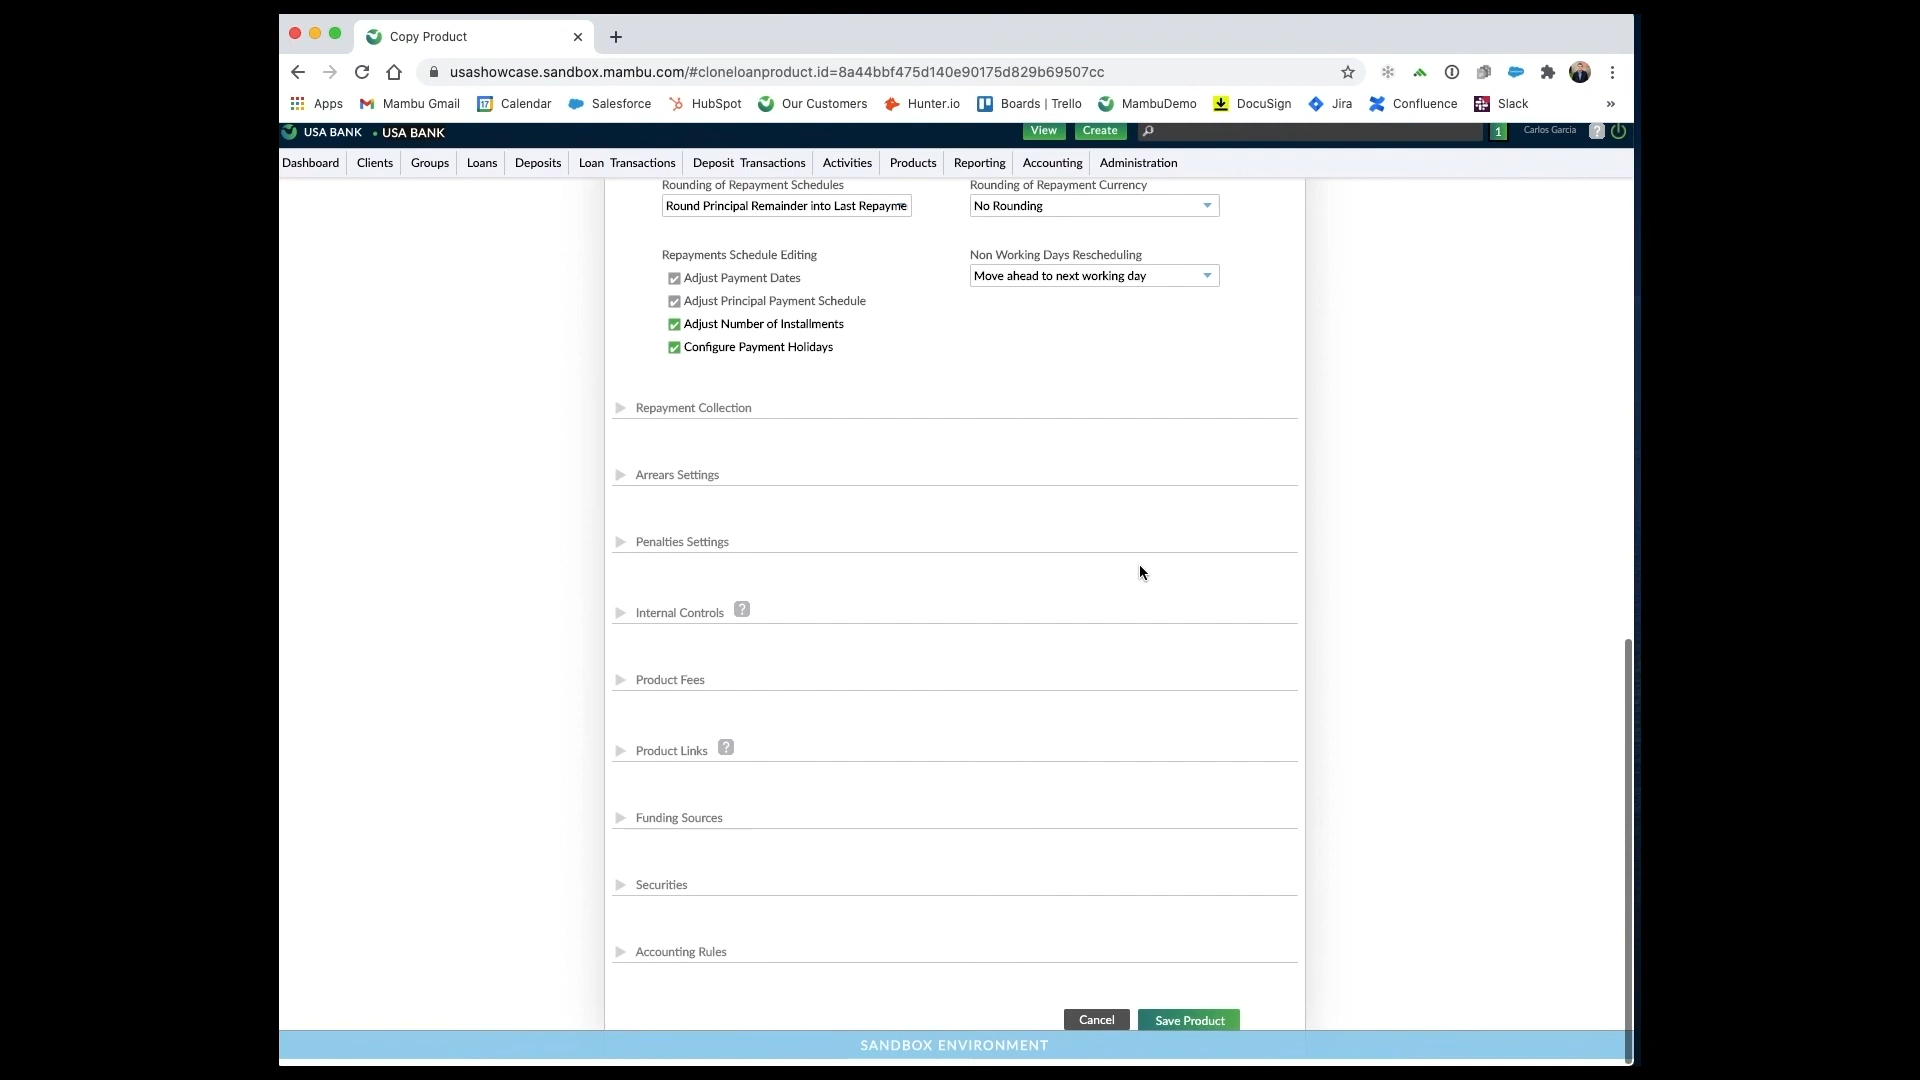 Copy Product
usashowcase.sandbox.mambu.com/#cloneloanproduct.id=8a44bbf475d140e90175d829b69507cc
Apps Mambu Gmail Calendar Salesforce HubSpot Our Customers Hunter.io Boards | Trello MambuDemo DocuSign Jira Confluence Slack »
USA BANK • USA BANK View Create 1 Carlos Garcia ?
Dashboard Clients Groups Loans Deposits Loan Transactions Deposit Transactions Activities Products Reporting Accounting Administration
Rounding of Repayment Schedules Rounding of Repayment Currency
Round Principal Remainder into Last Repayme No Rounding
Repayments Schedule Editing Non Working Days Rescheduling
Adjust Payment Dates Move ahead to next working day
Adjust Principal Payment Schedule
Adjust Number of Installments
Configure Payment Holidays
Repayment Collection
Arrears Settings
Penalties Settings
Internal Controls ?
Product Fees
Product Links ?
Funding Sources
Securities
Accounting Rules
Cancel Save Product
SANDBOX ENVIRONMENT